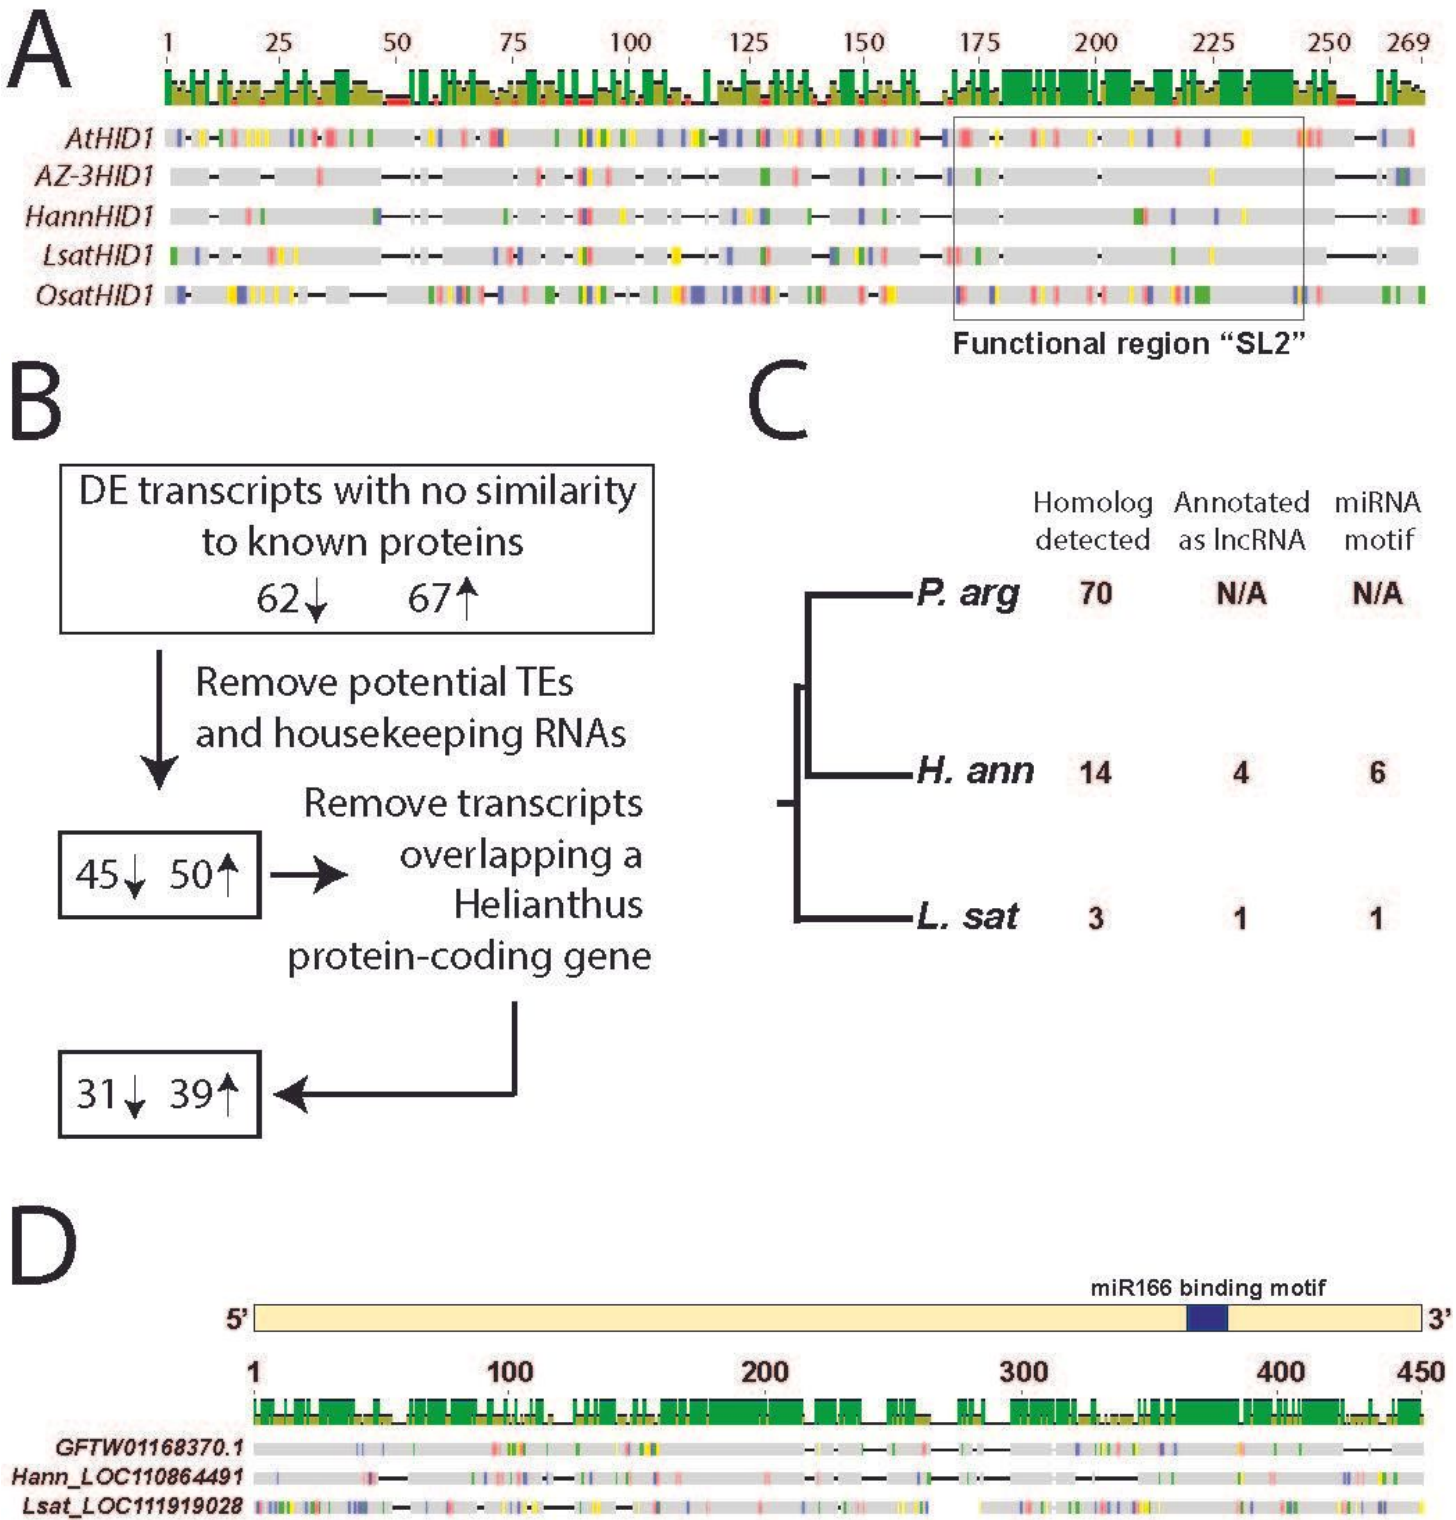 A
1 25 50 75 100 125 150 175 200 225 250 269
AtHID1
AZ-3HID1
HannHID1
LsatHID1
OsatHID1
Functional region “SL2”
B
DE transcripts with no similarity
to known proteins
62↓ 67↑
Remove potential TEs
and housekeeping RNAs
45↓ 50↑
Remove transcripts
overlapping a
Helianthus
protein-coding gene
31↓ 39↑
C
Homolog Annotated miRNA
detected as lncRNA motif
P. arg 70 N/A N/A
H. ann 14 4 6
L. sat 3 1 1
D
miR166 binding motif
5’ 3’
1 100 200 300 400 450
GFTW01168370.1
Hann_LOC110864491
Lsat_LOC111919028